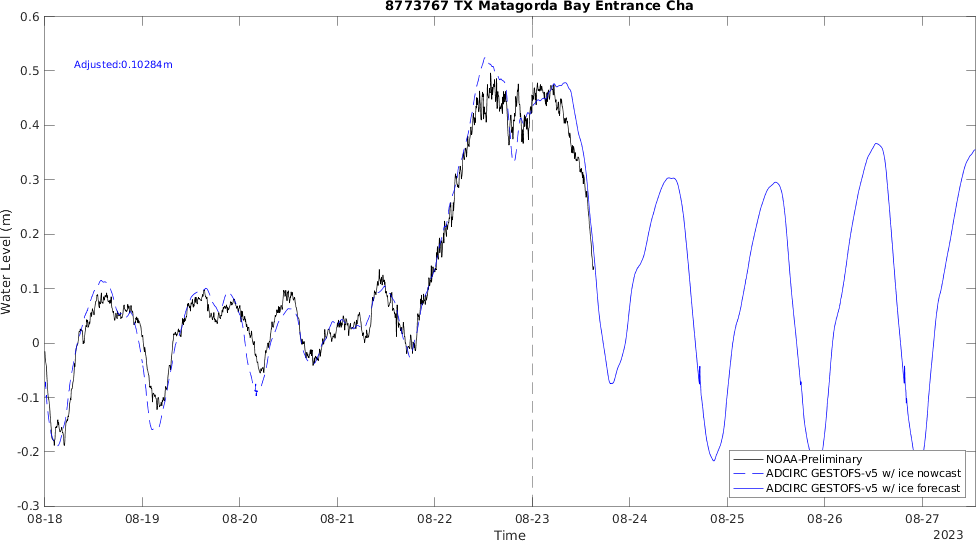 8773767 TX Matagorda Bay Entrance Cha
Adjusted:0.10284m
Water Level (m)
0.6
0.5
0.4
0.3
0.2
0.1
0
-0.1
-0.2
-0.3
NOAA-Preliminary
ADCIRC GESTOFS-v5 w/ ice nowcast
ADCIRC GESTOFS-v5 w/ ice forecast
08-18 08-19 08-20 08-21 08-22 08-23 08-24 08-25 08-26 08-27
Time
2023